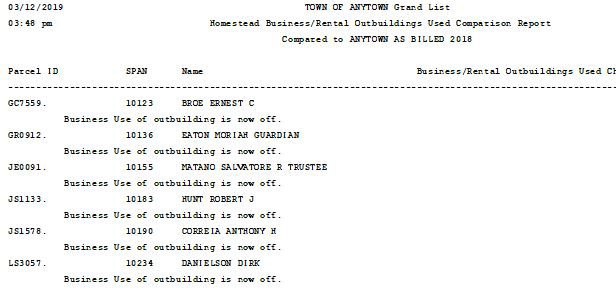 03/12/2019 TOWN OF ANYTOWN Grand List
03:48 pm Homestead Business/Rental Outbuildings Used Comparison Report
Compared to ANYTOWN AS BILLED 2018
Parcel ID SPAN Name Business/Rental Outbuildings Used Ch
GC7559. 10123 BROE ERNEST C
Business Use of outbuilding is now off.
GR0912. 10136 EATON MORIAH GUARDIAN
Business Use of outbuilding is now off.
JE0091. 10155 MATANO SALVATORE R TRUSTEE
Business Use of outbuilding is now off.
JS1133. 10183 HUNT ROBERT J
Business Use of outbuilding is now off.
JS1578. 10190 CORREIA ANTHONY H
Business Use of outbuilding is now off.
LS3057. 10234 DANIELSON DIRK
Business Use of outbuilding is now off.